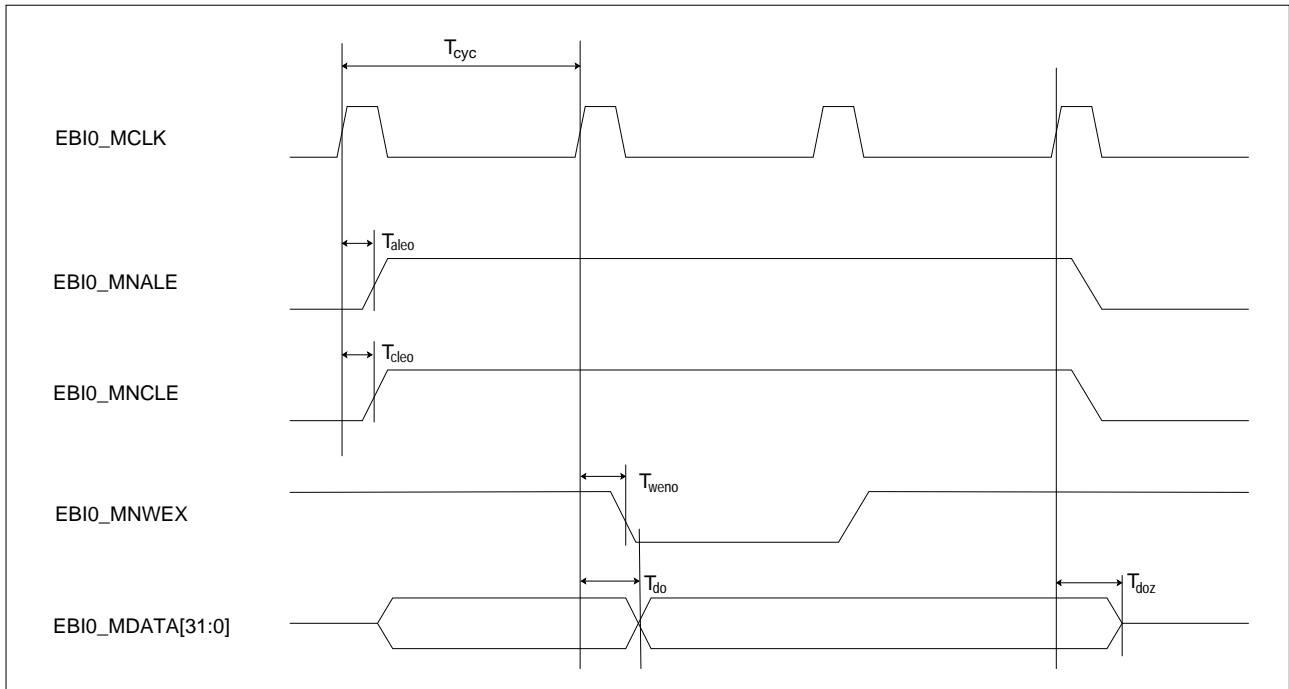 Tcyc
EBI0_MCLK
Taleo
EBI0_MNALE
Tcleo
EBI0_MNCLE
Tweno
EBI0_MNWEX
Tdo
Tdoz
EBI0_MDATA[31:0]